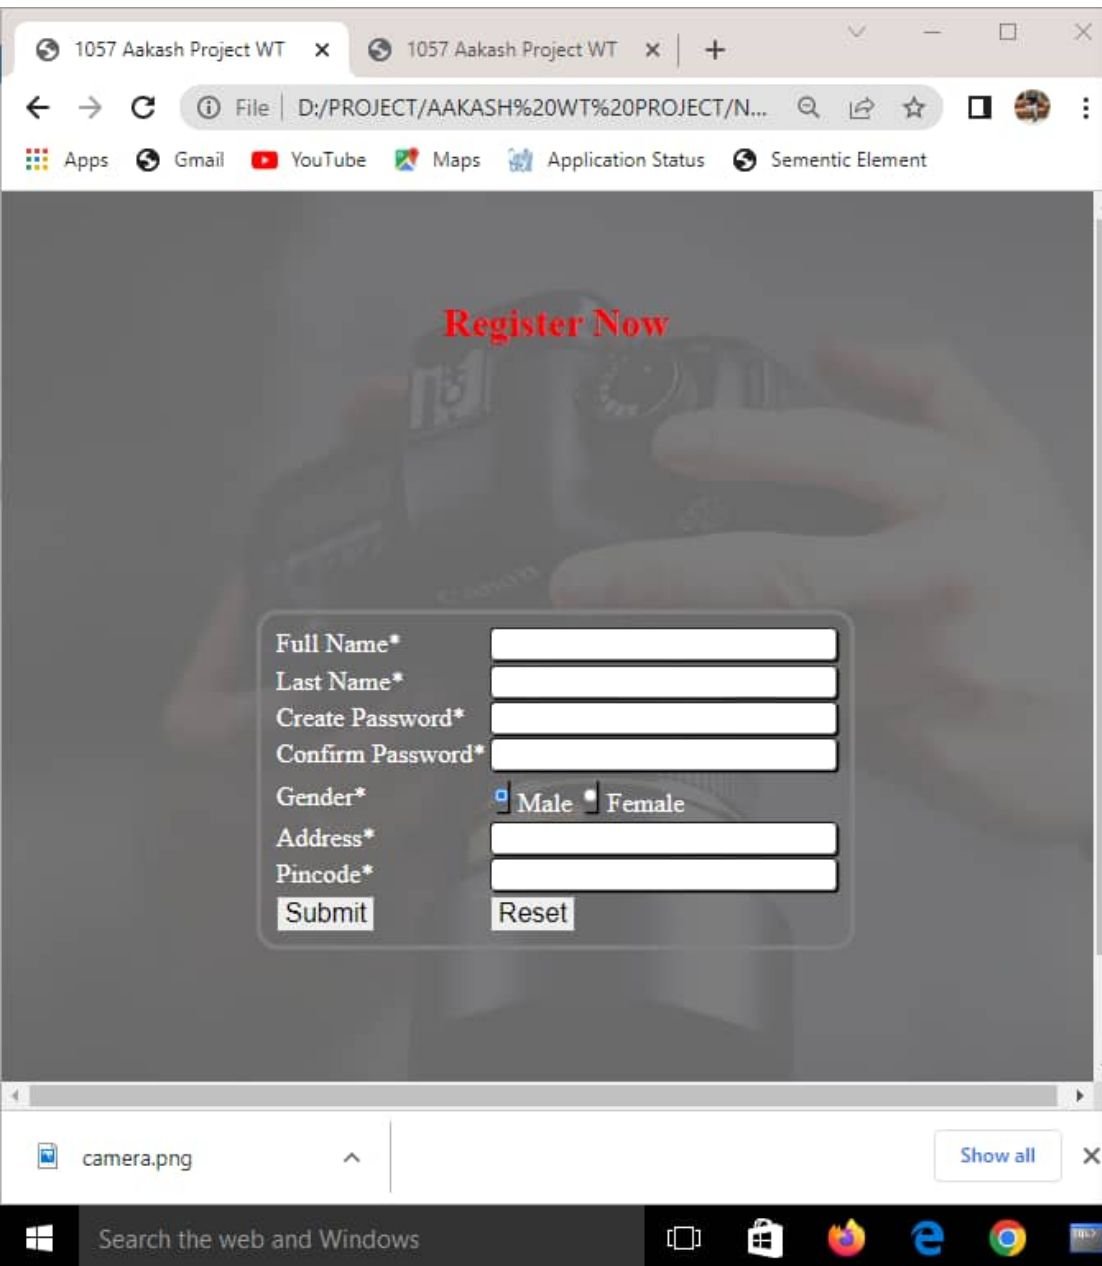 1057 Aakash Project WT
1057 Aakash Project WT
File D:/PROJECT/AAKASH%20WT%20PROJECT/N...
Apps Gmail YouTube Maps Application Status Sementic Element
Register Now
Full Name*
Last Name*
Create Password*
Confirm Password*
Gender* Male Female
Address*
Pincode*
Submit Reset
camera.png Show all
Search the web and Windows